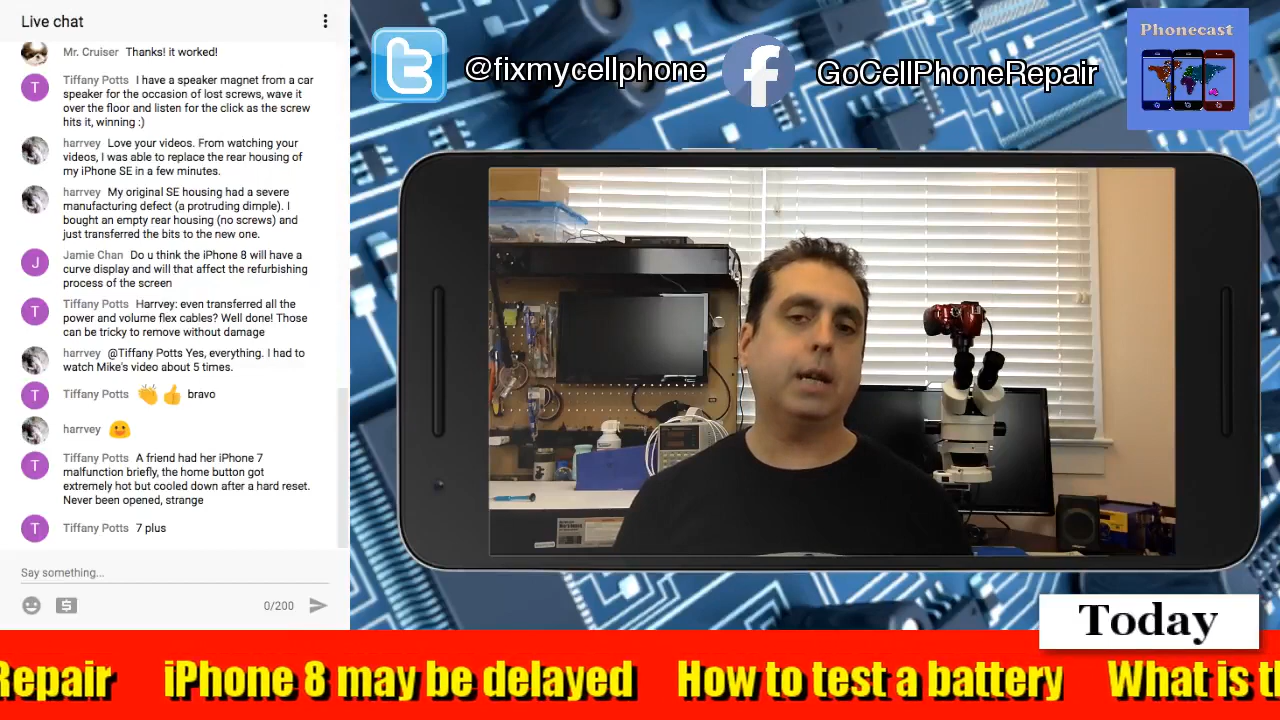 Live chat
Mr. Cruiser Thanks! it worked!
T Tiffany Potts I have a speaker magnet from a car
speaker for the occasion of lost screws, wave it
over the floor and listen for the click as the screw
hits it, winning :)
harrvey Love your videos. From watching your
videos, I was able to replace the rear housing of
my iPhone SE in a few minutes.
harrvey My original SE housing had a severe
manufacturing defect (a protruding dimple). I
bought an empty rear housing (no screws) and
just transferred the bits to the new one.
J Jamie Chan Do u think the iPhone 8 will have a
curve display and will that affect the refurbishing
process of the screen
T Tiffany Potts Harrvey: even transferred all the
power and volume flex cables? Well done! Those
can be tricky to remove without damage
harrvey @Tiffany Potts Yes, everything. I had to
watch Mike's video about 5 times.
T Tiffany Potts 👏👍 bravo
harrvey
T Tiffany Potts A friend had her iPhone 7
malfunction briefly, the home button got
extremely hot but cooled down after a hard reset.
Never been opened, strange
T Tiffany Potts 7 plus
Say something...
0/200
@fixmycellphone
GoCellPhoneRepair
Phonecast
Today
Repair iPhone 8 may be delayed How to test a battery What is th